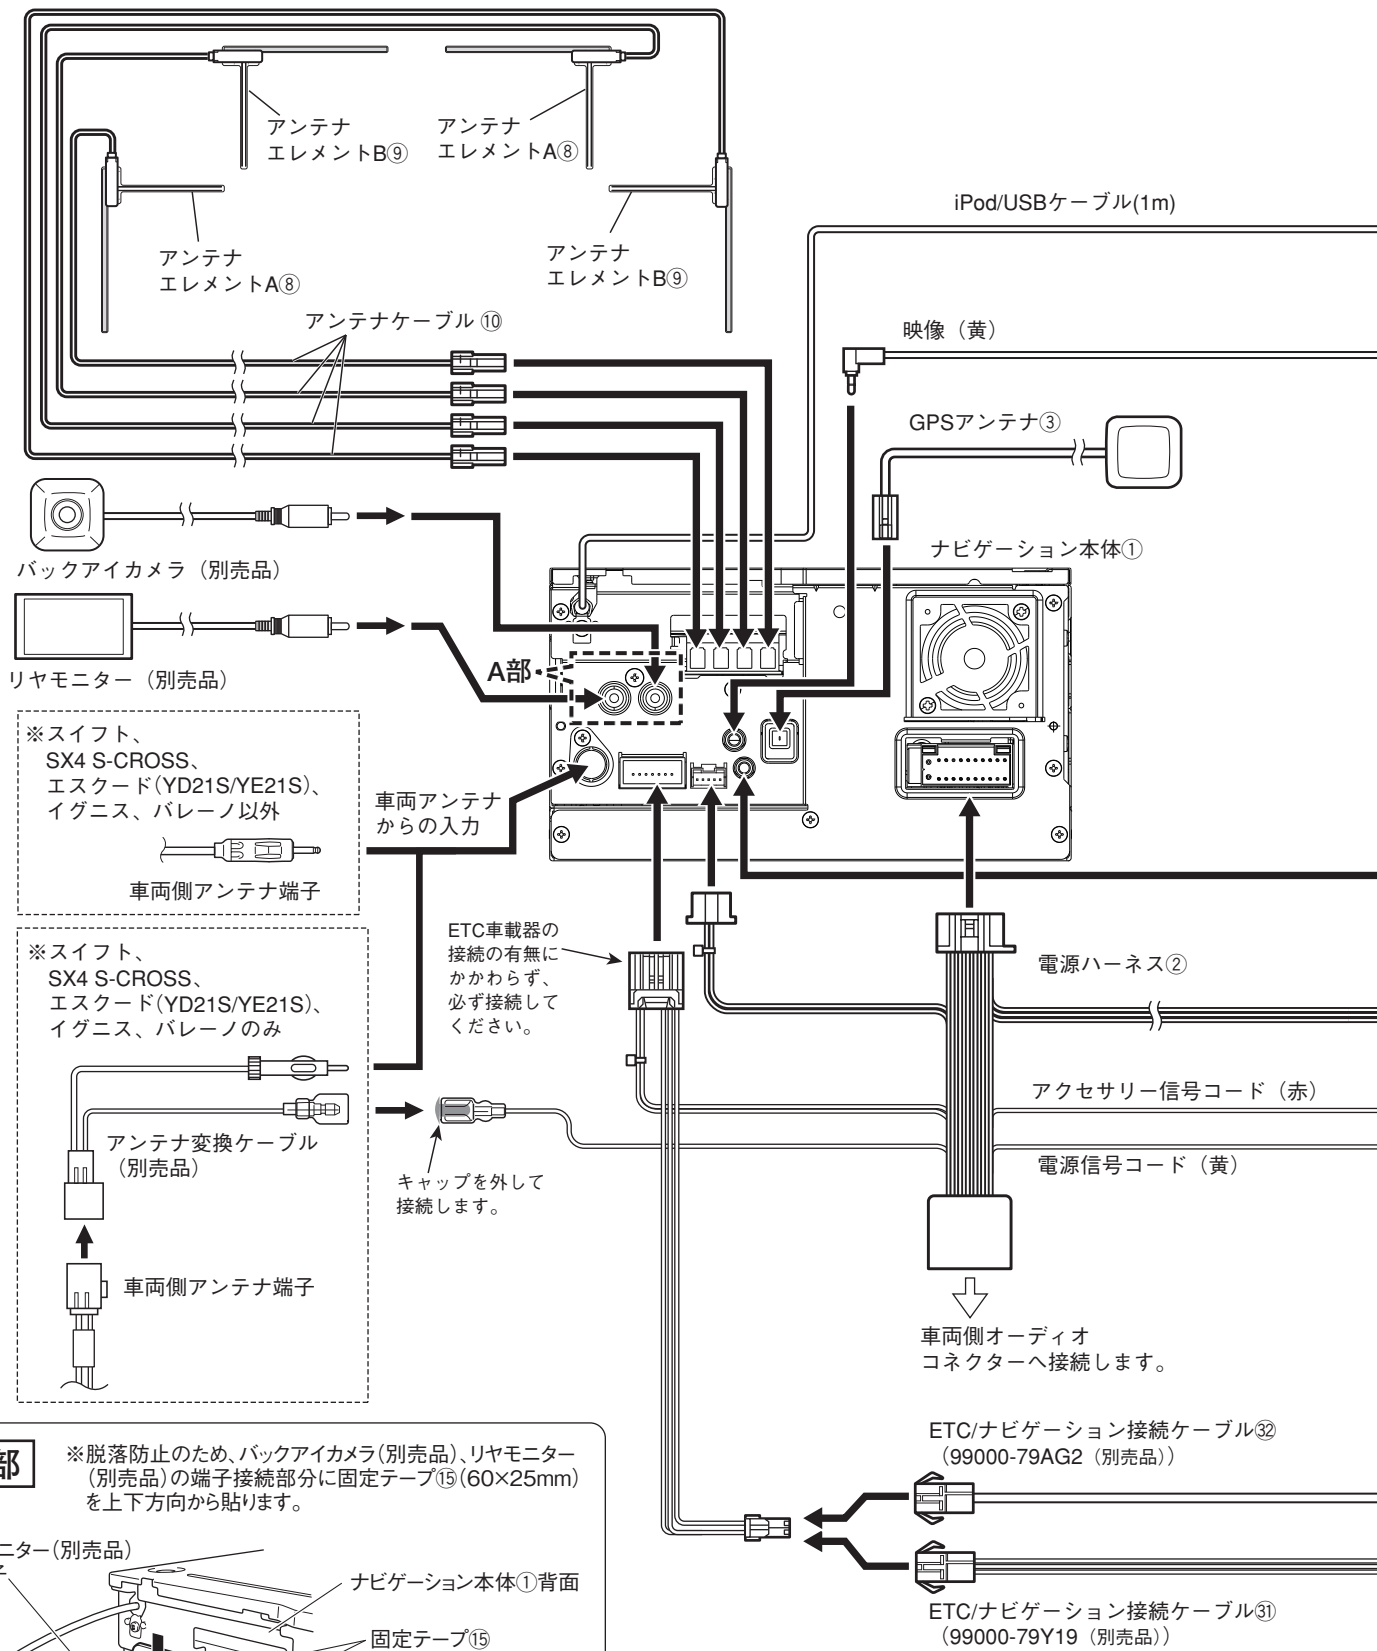 アンテナ
エレメントB⑨
アンテナ
エレメントA⑧
アンテナ
エレメントA⑧
アンテナ
エレメントB⑨
iPod/USBケーブル(1m)
アンテナケーブル ⑩
映像（黄）
GPSアンテナ③
ナビゲーション本体①
バックアイカメラ（別売品）
リヤモニター（別売品）
A部
※スイフト、
SX4 S-CROSS、
エスクード(YD21S/YE21S)、
イグニス、バレーノ以外
車両側アンテナ端子
車両アンテナ
からの入力
※スイフト、
SX4 S-CROSS、
エスクード(YD21S/YE21S)、
イグニス、バレーノのみ
アンテナ変換ケーブル
（別売品）
車両側アンテナ端子
ETC車載器の
接続の有無に
かかわらず、
必ず接続して
ください。
キャップを外して
接続します。
電源ハーネス②
アクセサリー信号コード（赤）
電源信号コード（黄）
車両側オーディオ
コネクターへ接続します。
ETC/ナビゲーション接続ケーブル㉜
（99000-79AG2（別売品））
ETC/ナビゲーション接続ケーブル㉛
（99000-79Y19（別売品））
部
※脱落防止のため、バックアイカメラ(別売品)、リヤモニター
(別売品)の端子接続部分に固定テープ⑮(60×25mm)
を上下方向から貼ります。
ニター(別売品)
子
ナビゲーション本体①背面
固定テープ⑮